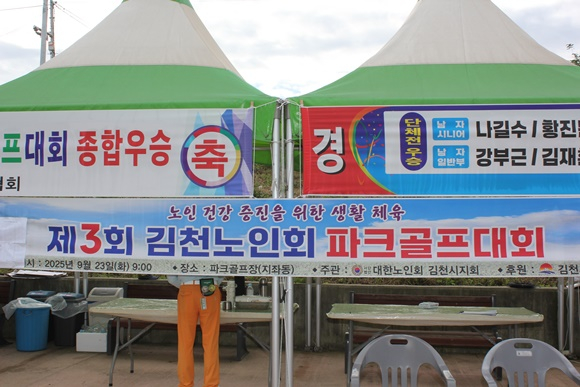 프대회 종합우승 축
협회
경 단체전 우승 남 자 시니어 나길수 / 황진
남 자 일반부 강부근 / 김재
노인 건강 증진을 위한 생활 체육
제3회 김천노인회 파크골프대회
시 : 2025년 9월 23일(화) 9:00 ◆ 장소 : 파크골프장(지좌동) ◆ 주관 : 대한노인회 김천시지회 ◆ 후원 : 김천